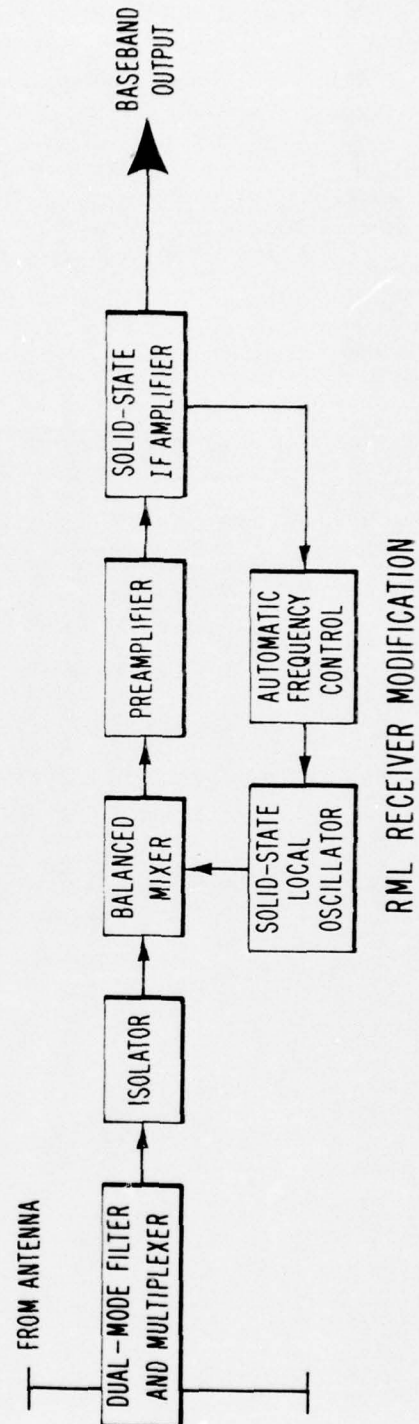 FROM ANTENNA
DUAL-MODE FILTER
AND MULTIPLEXER
ISOLATOR
BALANCED
MIXER
PREAMPLIFIER
SOLID-STATE
IF AMPLIFIER
BASEBAND
OUTPUT
SOLID-STATE
LOCAL
OSCILLATOR
AUTOMATIC
FREQUENCY
CONTROL
RML RECEIVER MODIFICATION